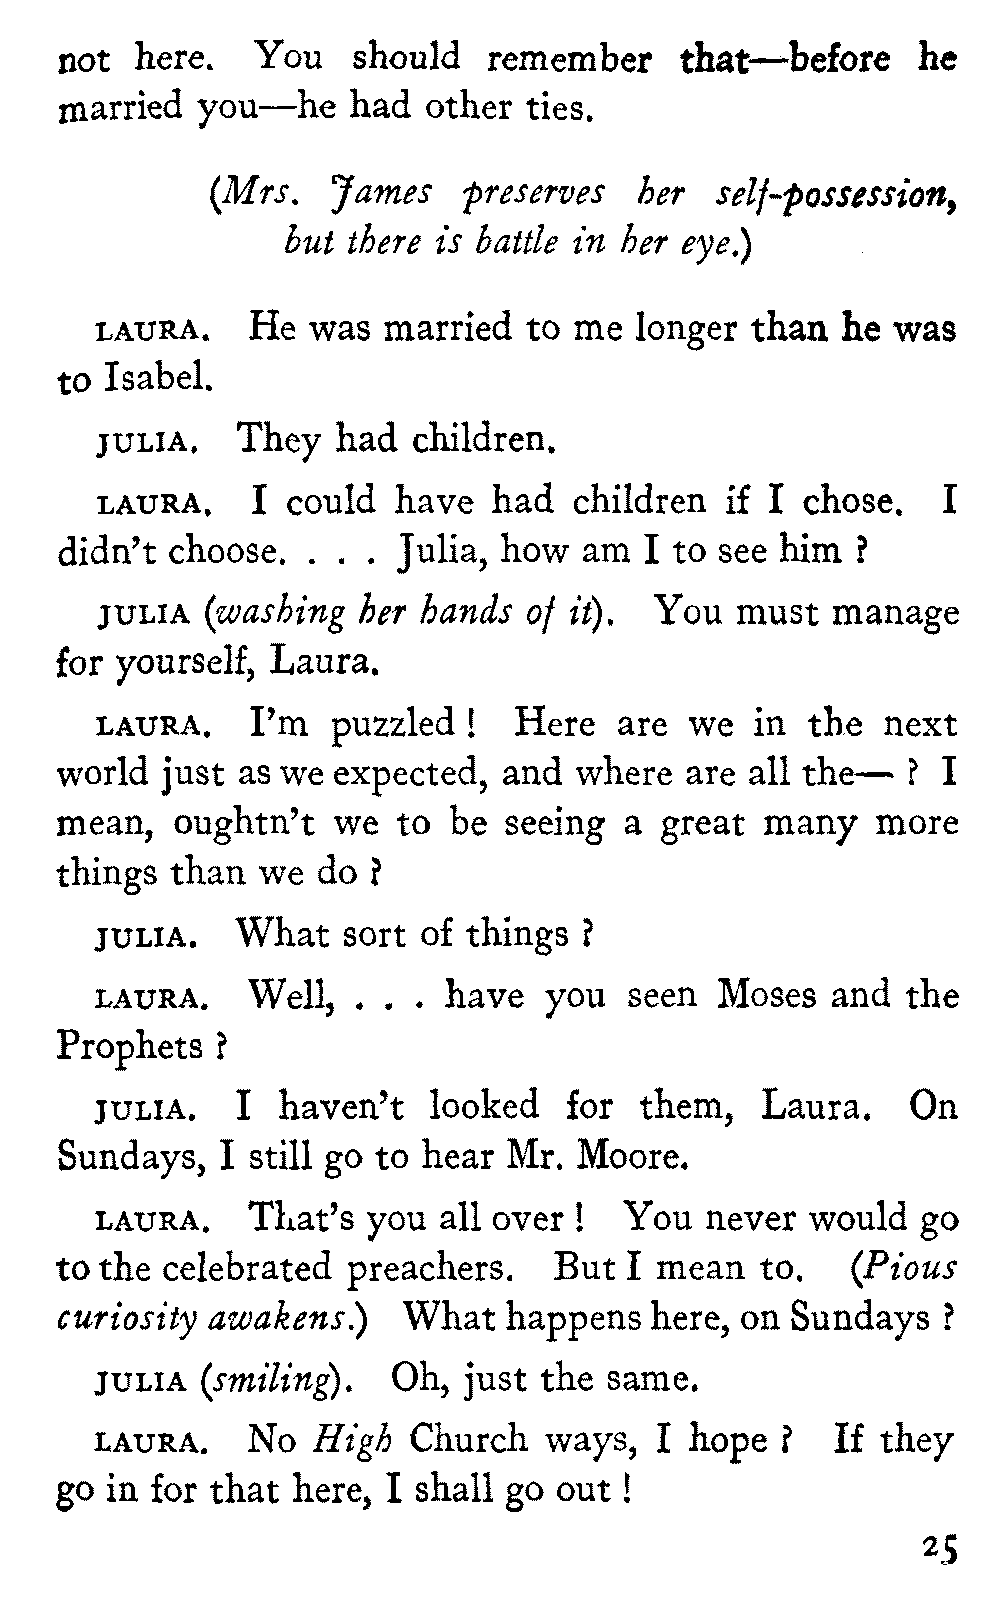 not here. You should remember that—before he
married you—he had other ties.
(Mrs. James preserves her self-possession,
but there is battle in her eye.)
LAURA. He was married to me longer than he was
to Isabel.
JULIA. They had children.
LAURA. I could have had children if I chose. I
didn't choose. . . . Julia, how am I to see him ?
JULIA (washing her hands of it). You must manage
for yourself, Laura.
LAURA. I'm puzzled ! Here are we in the next
world just as we expected, and where are all the— ? I
mean, oughtn't we to be seeing a great many more
things than we do ?
JULIA. What sort of things ?
LAURA. Well, . . . have you seen Moses and the
Prophets ?
JULIA. I haven't looked for them, Laura. On
Sundays, I still go to hear Mr. Moore.
LAURA. That's you all over ! You never would go
to the celebrated preachers. But I mean to. (Pious
curiosity awakens.) What happens here, on Sundays ?
JULIA (smiling). Oh, just the same.
LAURA. No High Church ways, I hope ? If they
go in for that here, I shall go out !
25